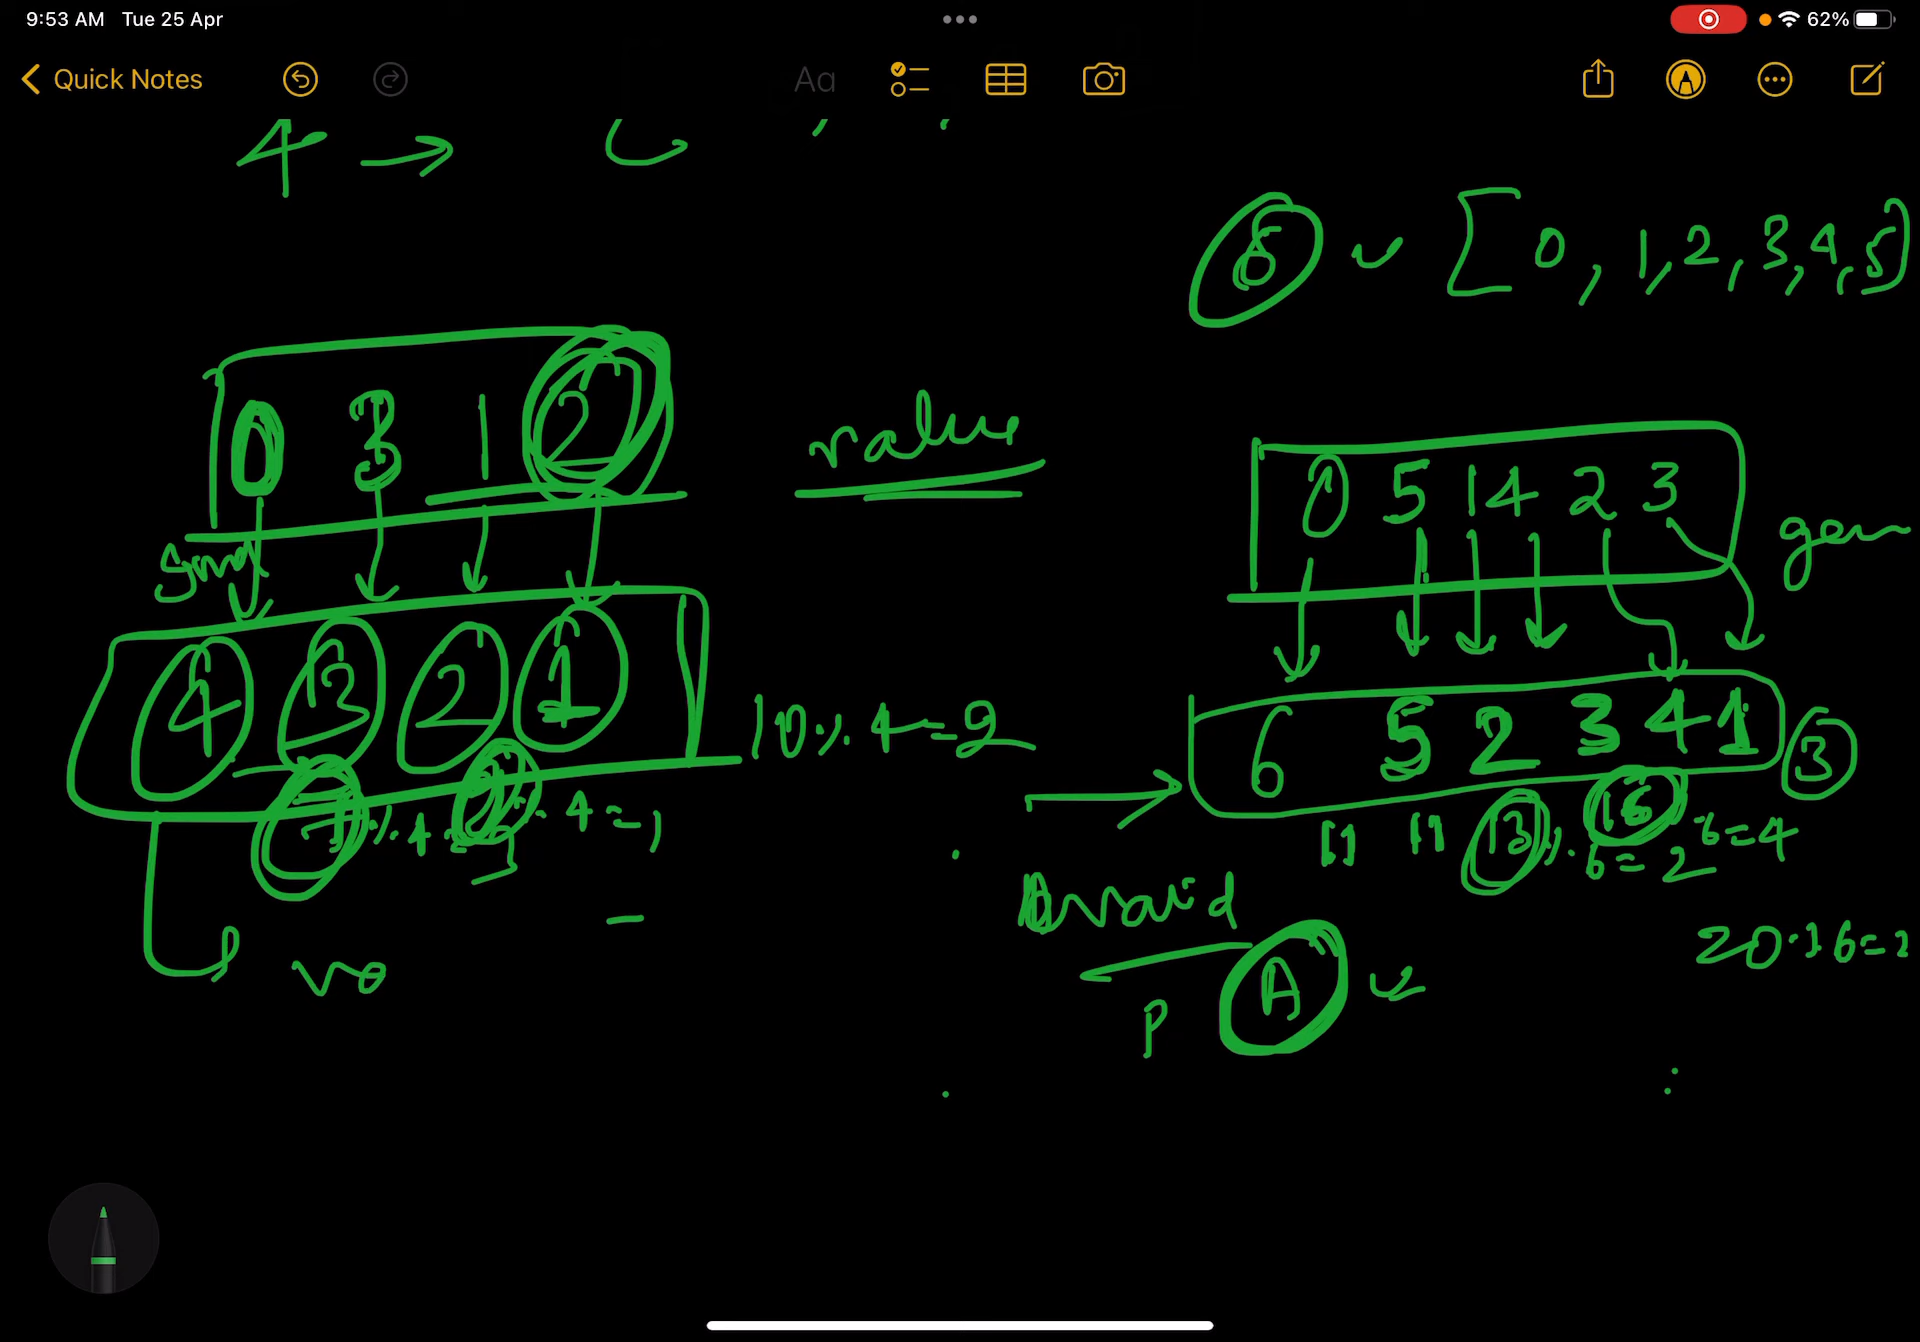 9:53 AM Tue 25 Apr
62%
Quick Notes
Aa
4 →
6 [0, 1, 2, 3, 4, 5]
0 3 1 2
value
0 5 1 4 2 3
gen
4 3 2 1
10 % 4 = 2
6 5 2 3 4 1
3
7 % 4 =
% 4 = 1
[] [] 13 % 6 = 2
16 % 6 = 4
20 % 6 = 2
P A